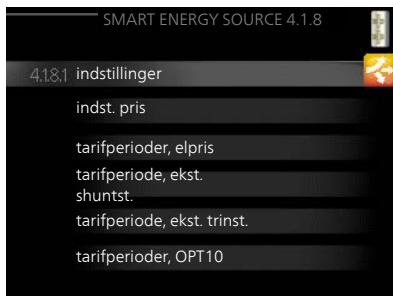 SMART ENERGY SOURCE 4.1.8
4.1.8.1 indstillinger
indst. pris
tarifperioder, elpris
tarifperiode, ekst.
shuntst.
tarifperiode, ekst. trinst.
tarifperioder, OPT10